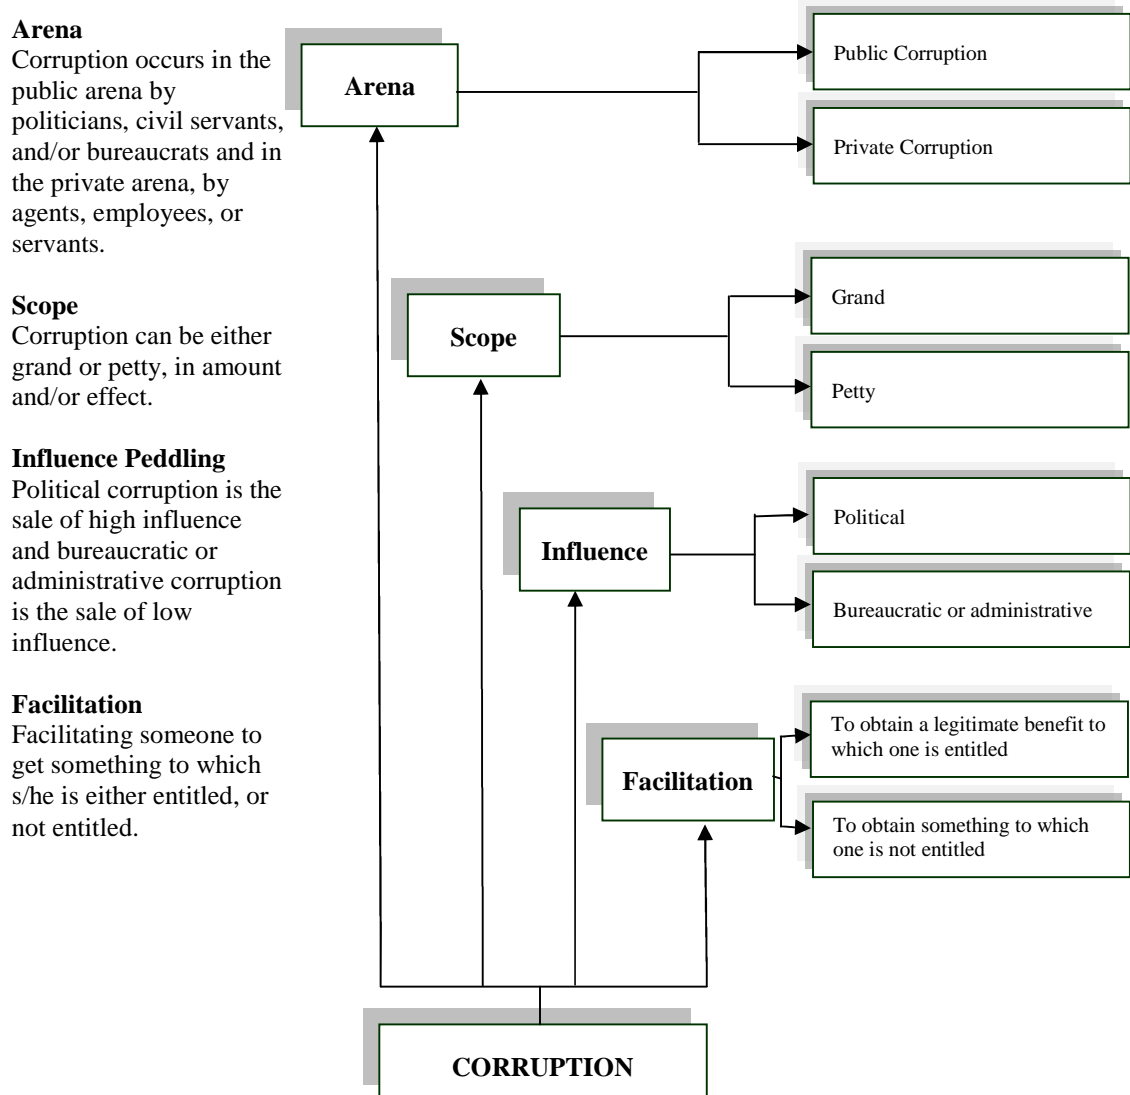 Arena
Corruption occurs in the
public arena by
politicians, civil servants,
and/or bureaucrats and in
the private arena, by
agents, employees, or
servants.
Scope
Corruption can be either
grand or petty, in amount
and/or effect.
Influence Peddling
Political corruption is the
sale of high influence
and bureaucratic or
administrative corruption
is the sale of low
influence.
Facilitation
Facilitating someone to
get something to which
s/he is either entitled, or
not entitled.
Arena
Public Corruption
Private Corruption
Scope
Grand
Petty
Influence
Political
Bureaucratic or administrative
Facilitation
To obtain a legitimate benefit to
which one is entitled
To obtain something to which
one is not entitled
CORRUPTION